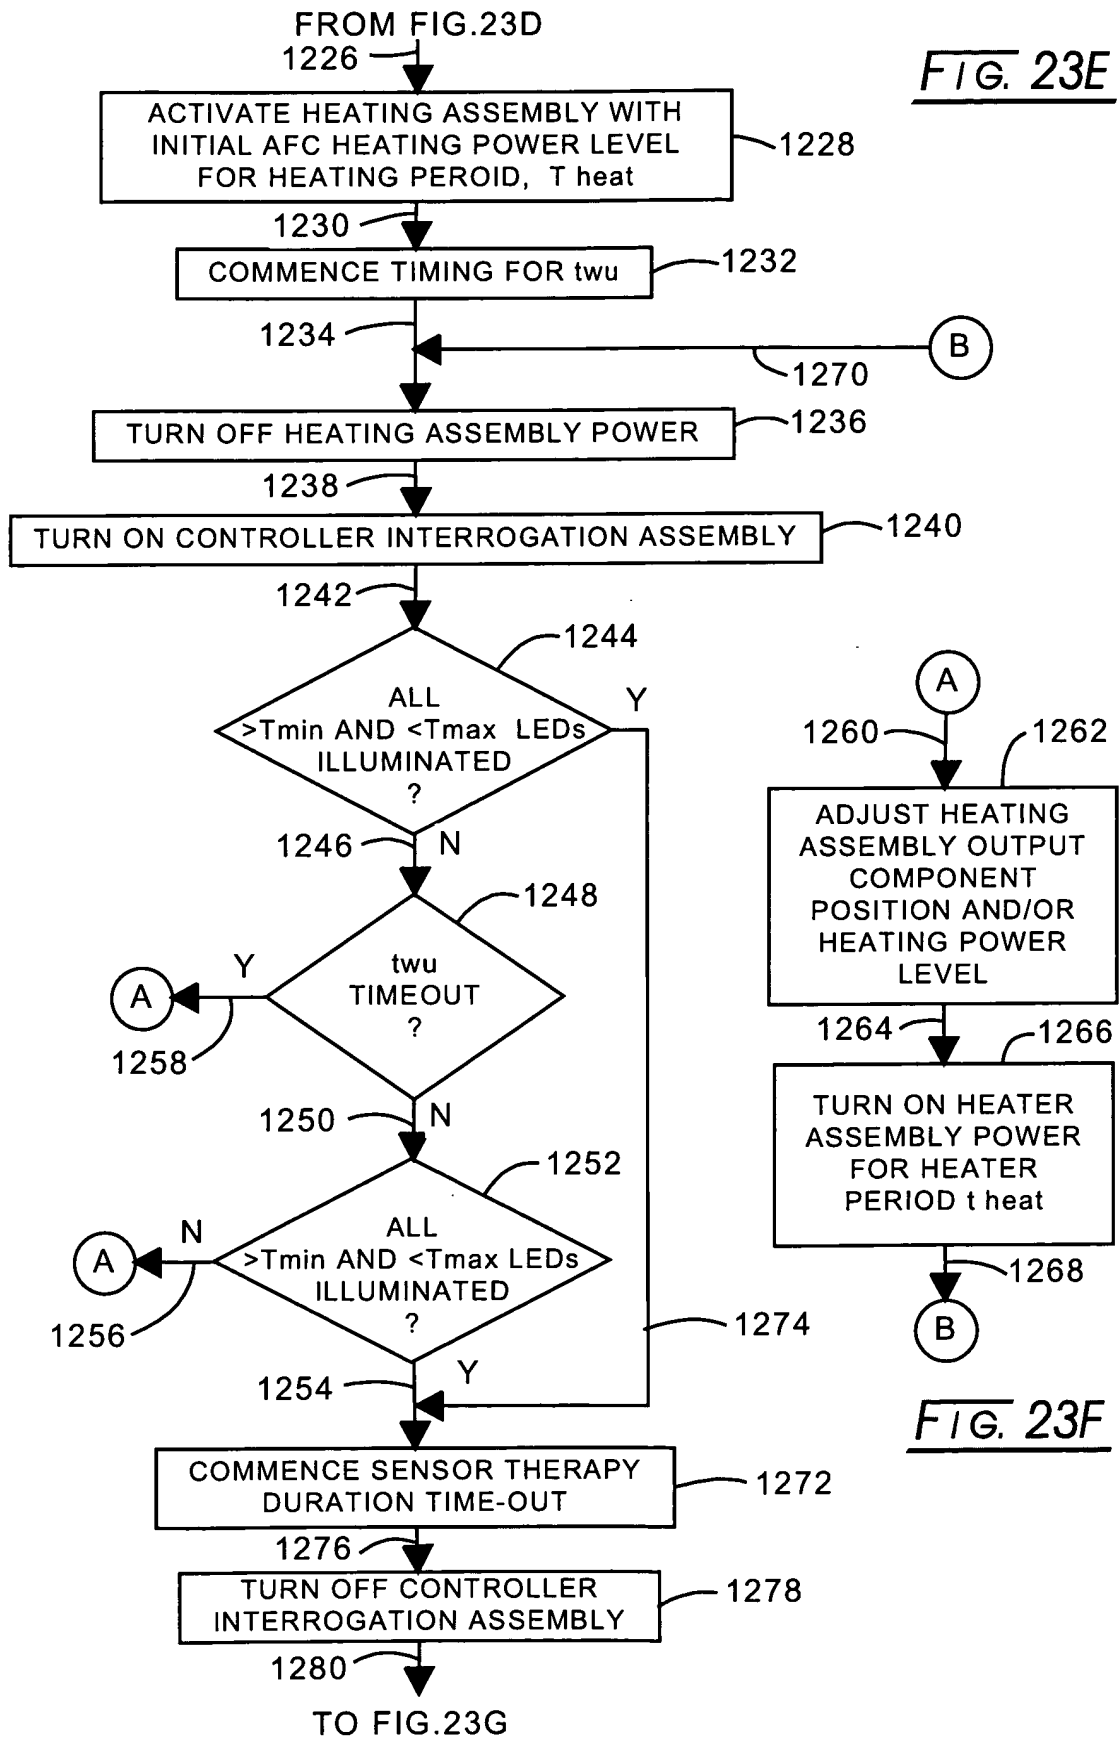 FROM FIG.23D
1226
FIG. 23E
ACTIVATE HEATING ASSEMBLY WITH
INITIAL AFC HEATING POWER LEVEL
FOR HEATING PEROID, T heat
1228
1230
COMMENCE TIMING FOR twu
1232
1234
B
1270
TURN OFF HEATING ASSEMBLY POWER
1236
1238
TURN ON CONTROLLER INTERROGATION ASSEMBLY
1240
1242
1244
ALL
>Tmin AND <Tmax LEDs
ILLUMINATED
?
Y
1246
N
1248
twu
TIMEOUT
?
Y
A
1258
1250
N
1252
ALL
>Tmin AND <Tmax LEDs
ILLUMINATED
?
N
A
1256
1274
1254
Y
COMMENCE SENSOR THERAPY
DURATION TIME-OUT
1272
1276
TURN OFF CONTROLLER
INTERROGATION ASSEMBLY
1278
1280
TO FIG.23G
A
1260
1262
ADJUST HEATING
ASSEMBLY OUTPUT
COMPONENT
POSITION AND/OR
HEATING POWER
LEVEL
1264
1266
TURN ON HEATER
ASSEMBLY POWER
FOR HEATER
PERIOD t heat
1268
B
FIG. 23F